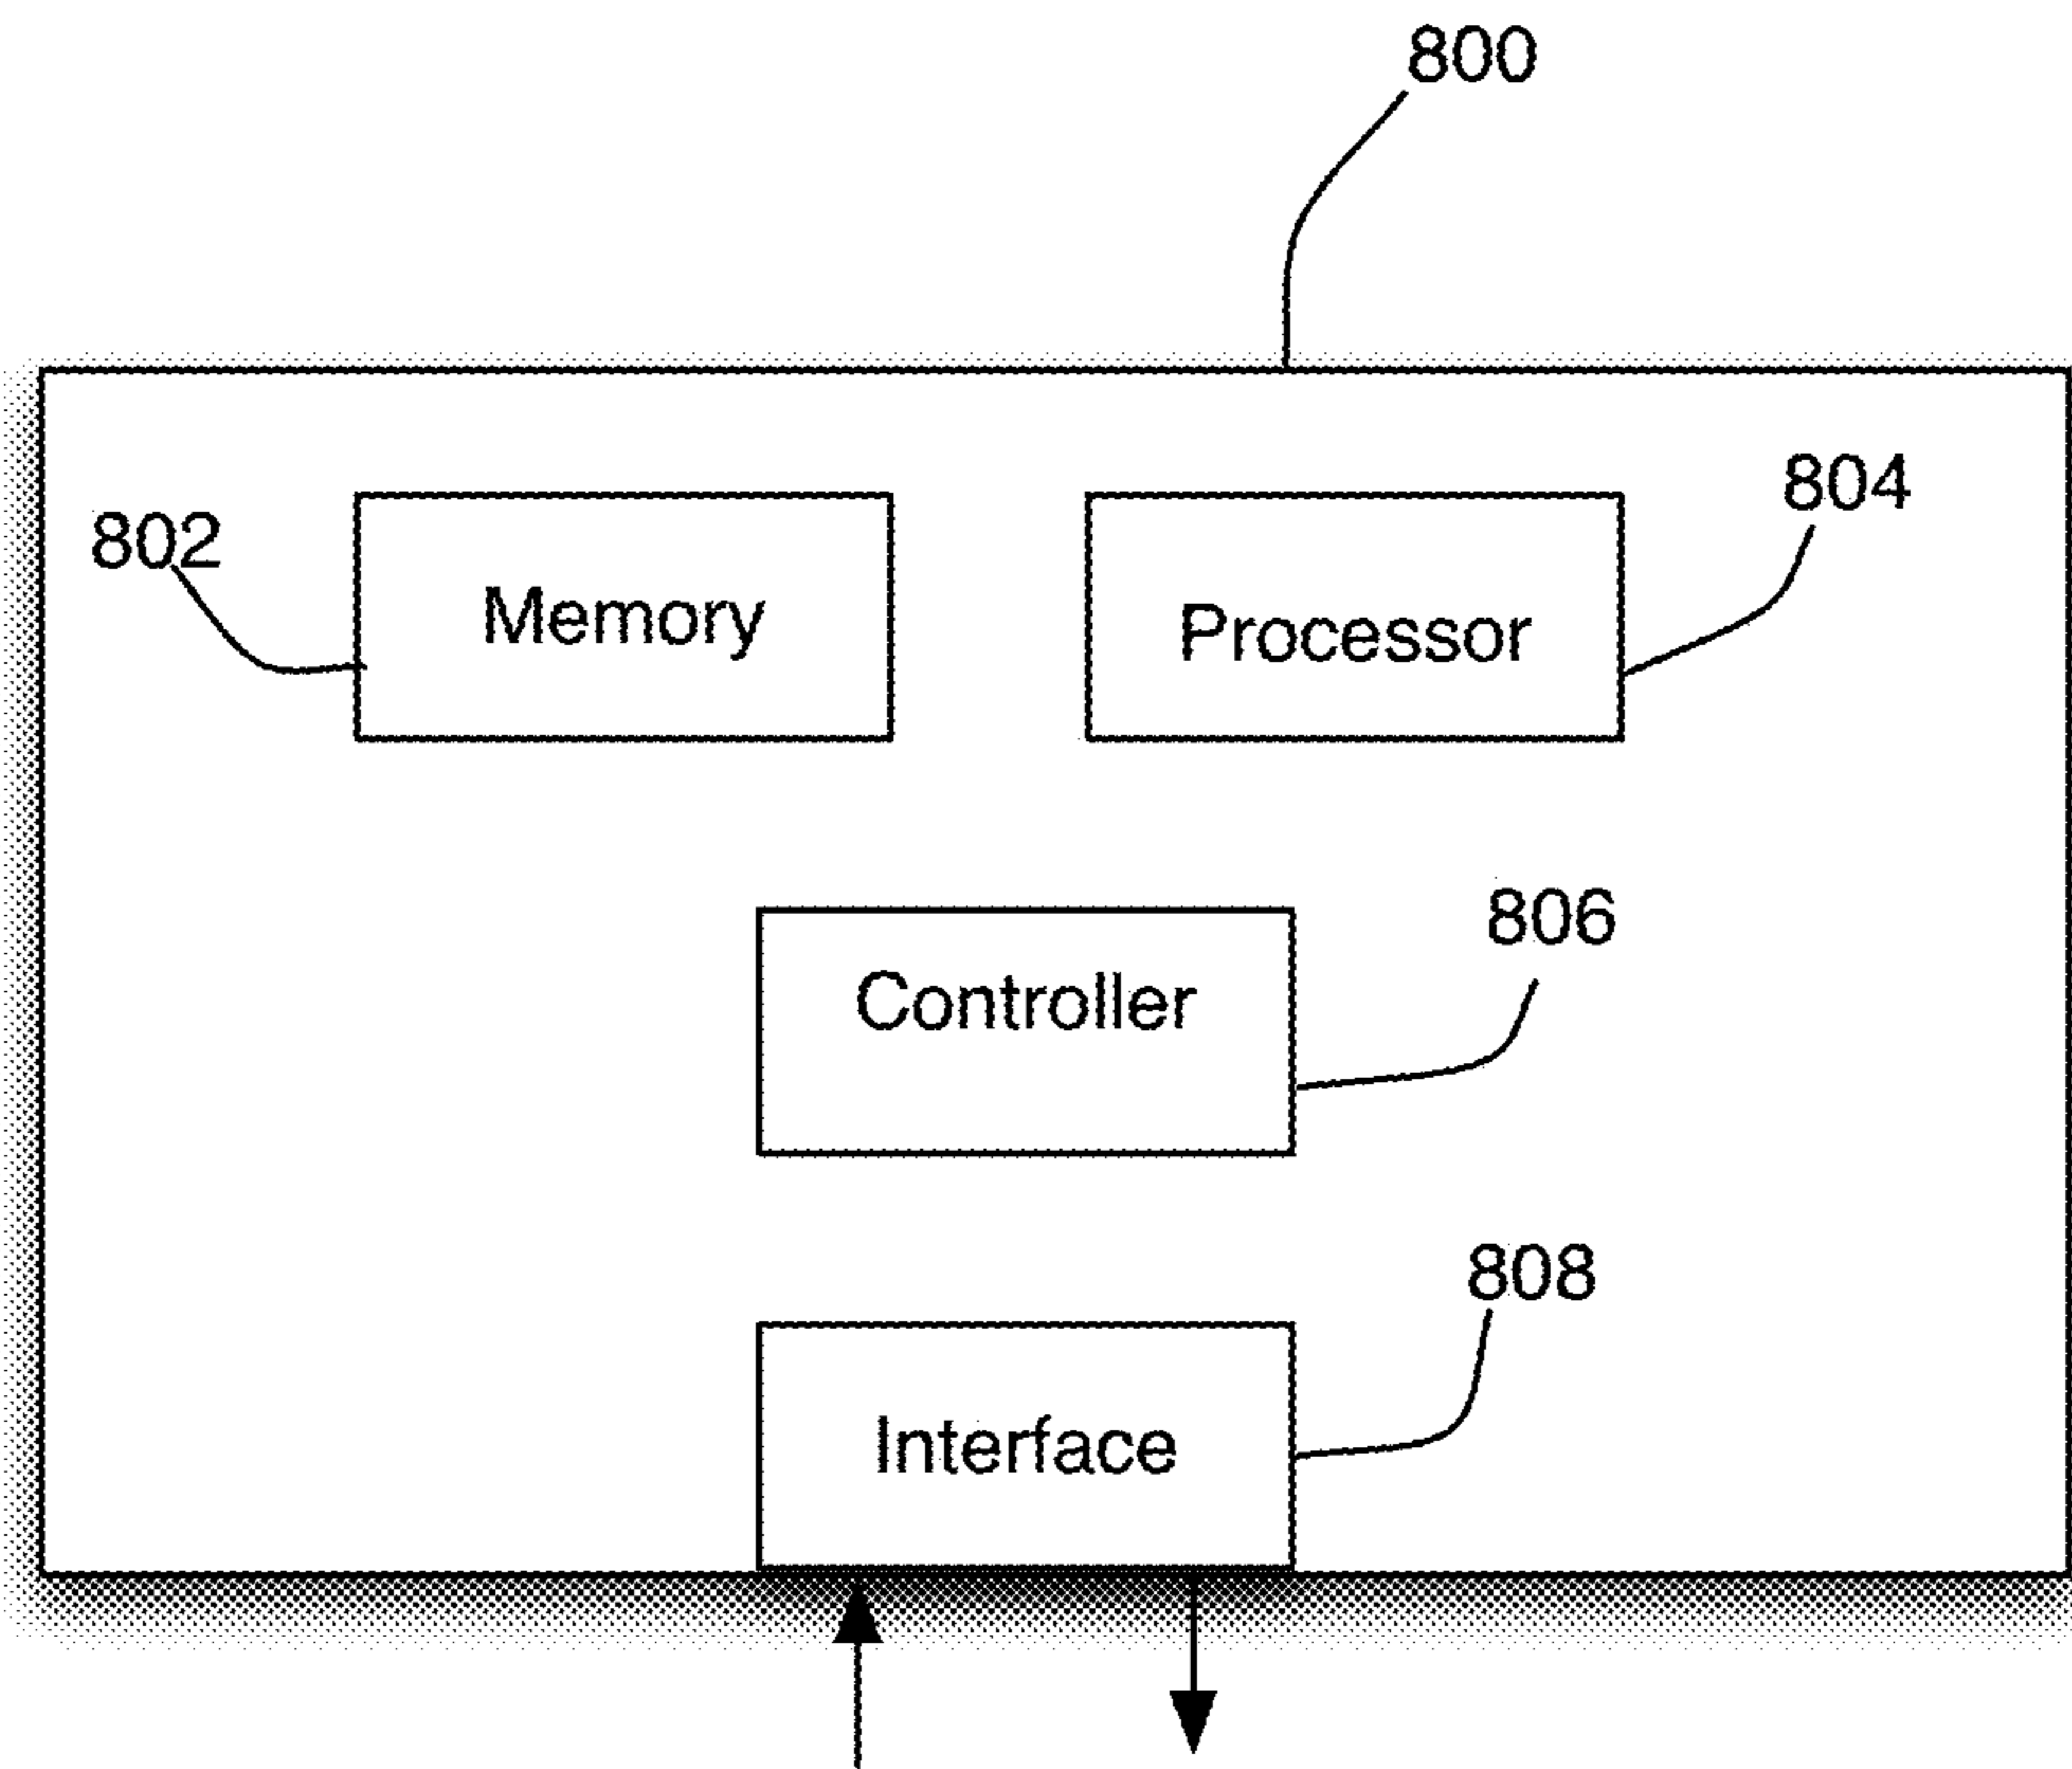 800
804
802
Memory
Processor
806
Controller
808
Interface